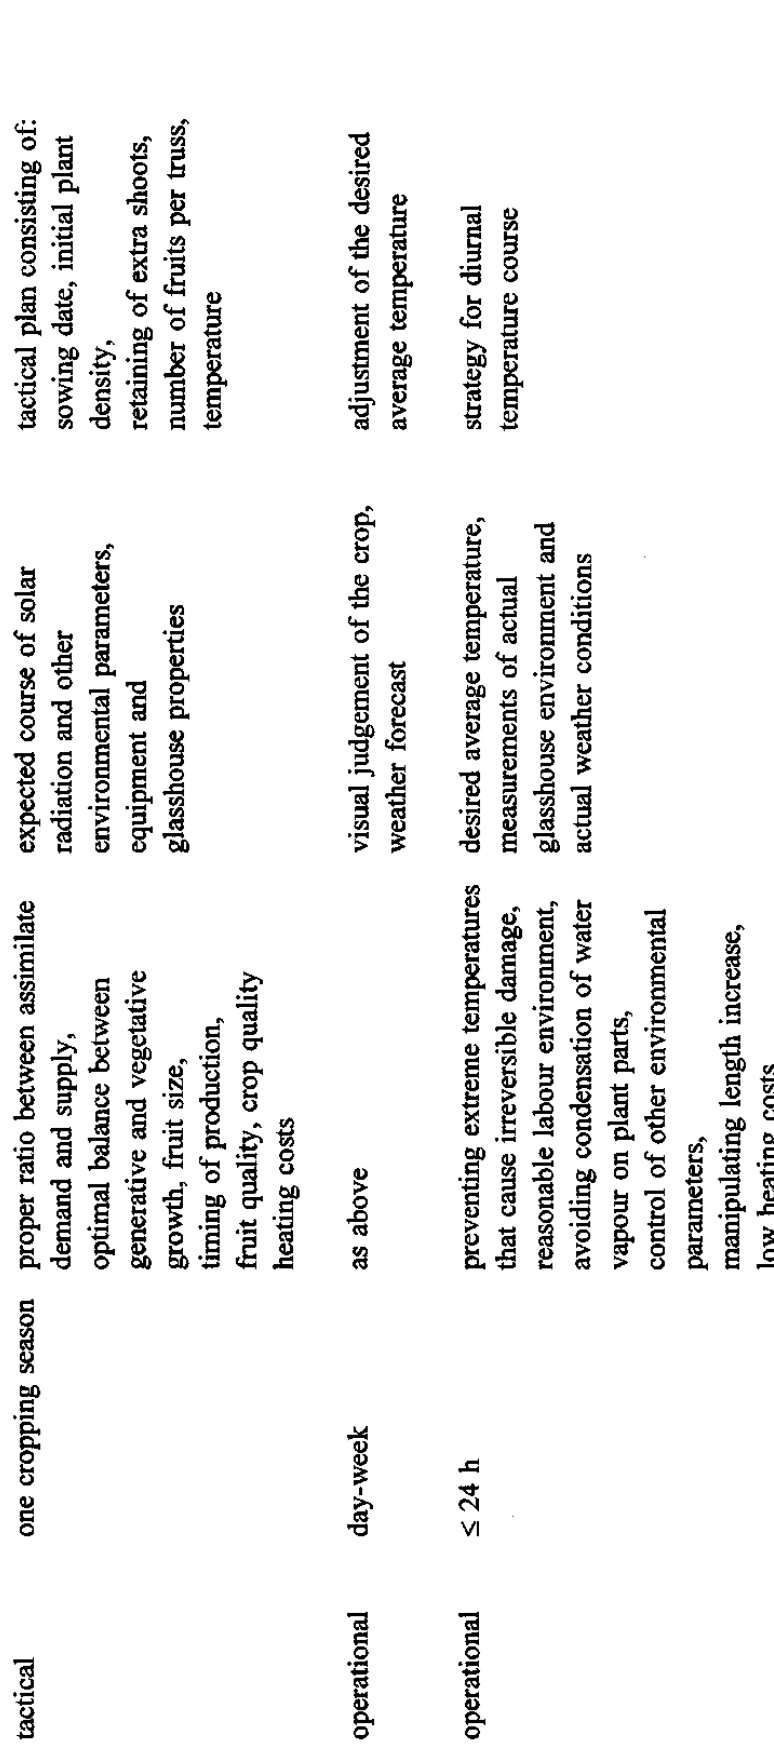 tactical
one cropping season
proper ratio between assimilate
demand and supply,
optimal balance between
generative and vegetative
growth, fruit size,
timing of production,
fruit quality, crop quality
heating costs
expected course of solar
radiation and other
environmental parameters,
equipment and
glasshouse properties
tactical plan consisting of:
sowing date, initial plant
density,
retaining of extra shoots,
number of fruits per truss,
temperature
operational
day-week
as above
visual judgement of the crop,
weather forecast
adjustment of the desired
average temperature
operational
≤ 24 h
preventing extreme temperatures
that cause irreversible damage,
reasonable labour environment,
avoiding condensation of water
vapour on plant parts,
control of other environmental
parameters,
manipulating length increase,
low heating costs
desired average temperature,
measurements of actual
glasshouse environment and
actual weather conditions
strategy for diurnal
temperature course